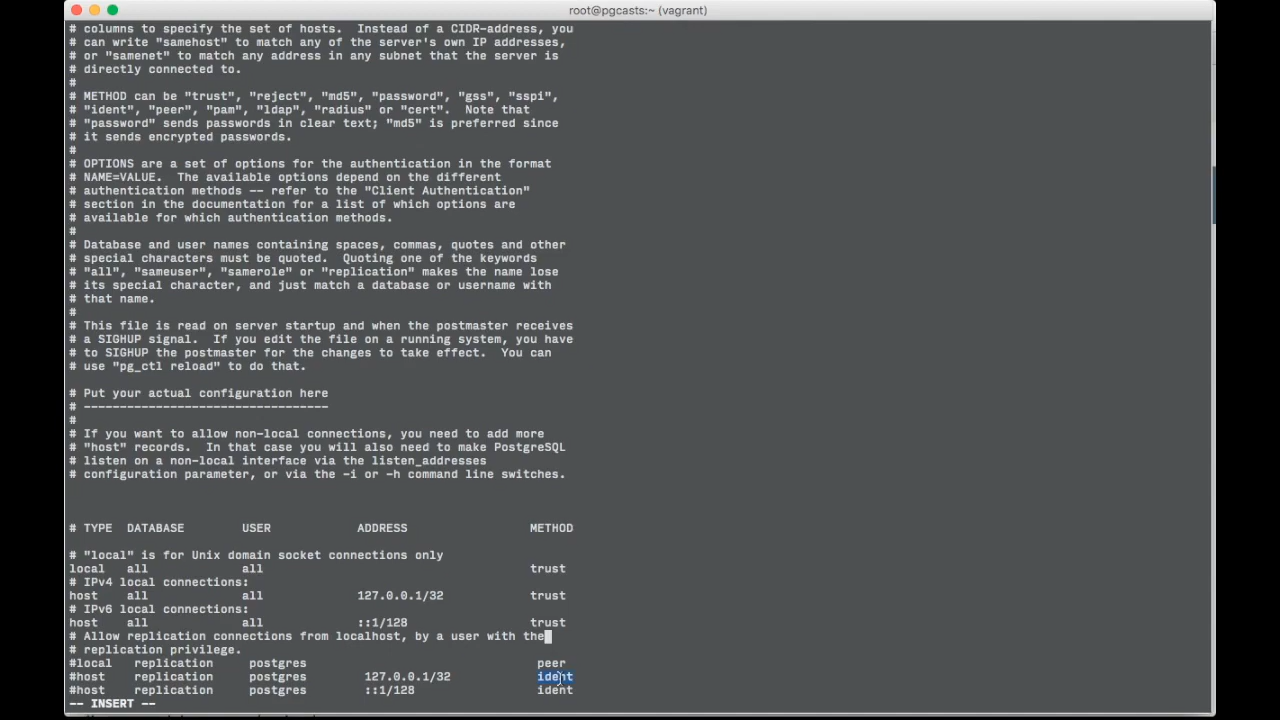 root@pgcasts:~ (vagrant)
# columns to specify the set of hosts.  Instead of a CIDR-address, you
# can write "samehost" to match any of the server's own IP addresses,
# or "samenet" to match any address in any subnet that the server is
# directly connected to.
#
# METHOD can be "trust", "reject", "md5", "password", "gss", "sspi",
# "ident", "peer", "pam", "ldap", "radius" or "cert".  Note that
# "password" sends passwords in clear text; "md5" is preferred since
# it sends encrypted passwords.
#
# OPTIONS are a set of options for the authentication in the format
# NAME=VALUE.  The available options depend on the different
# authentication methods -- refer to the "Client Authentication"
# section in the documentation for a list of which options are
# available for which authentication methods.
#
# Database and user names containing spaces, commas, quotes and other
# special characters must be quoted.  Quoting one of the keywords
# "all", "sameuser", "samerole" or "replication" makes the name lose
# its special character, and just match a database or username with
# that name.
#
# This file is read on server startup and when the postmaster receives
# a SIGHUP signal.  If you edit the file on a running system, you have
# to SIGHUP the postmaster for the changes to take effect.  You can
# use "pg_ctl reload" to do that.
# Put your actual configuration here
# ----------------------------------
#
# If you want to allow non-local connections, you need to add more
# "host" records.  In that case you will also need to make PostgreSQL
# listen on a non-local interface via the listen_addresses
# configuration parameter, or via the -i or -h command line switches.
# TYPE  DATABASE        USER            ADDRESS                 METHOD
# "local" is for Unix domain socket connections only
local   all             all                                     trust
# IPv4 local connections:
host    all             all             127.0.0.1/32            trust
# IPv6 local connections:
host    all             all             ::1/128                 trust
# Allow replication connections from localhost, by a user with the
# replication privilege.
#local   replication     postgres                                peer
#host    replication     postgres        127.0.0.1/32            ident
#host    replication     postgres        ::1/128                 ident
-- INSERT --